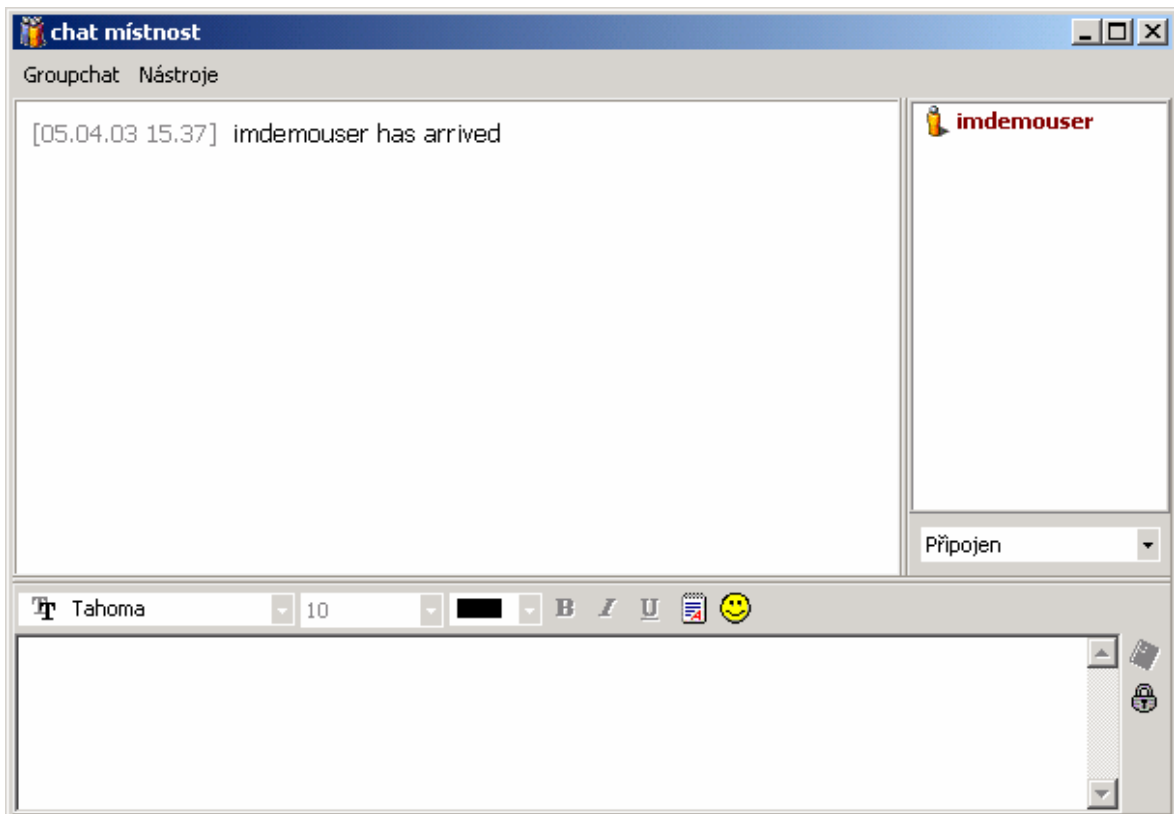 chat místnost
Groupchat Nástroje
[05.04.03 15.37] imdemouser has arrived
imdemouser
Připojen
Tahoma 10 B I U